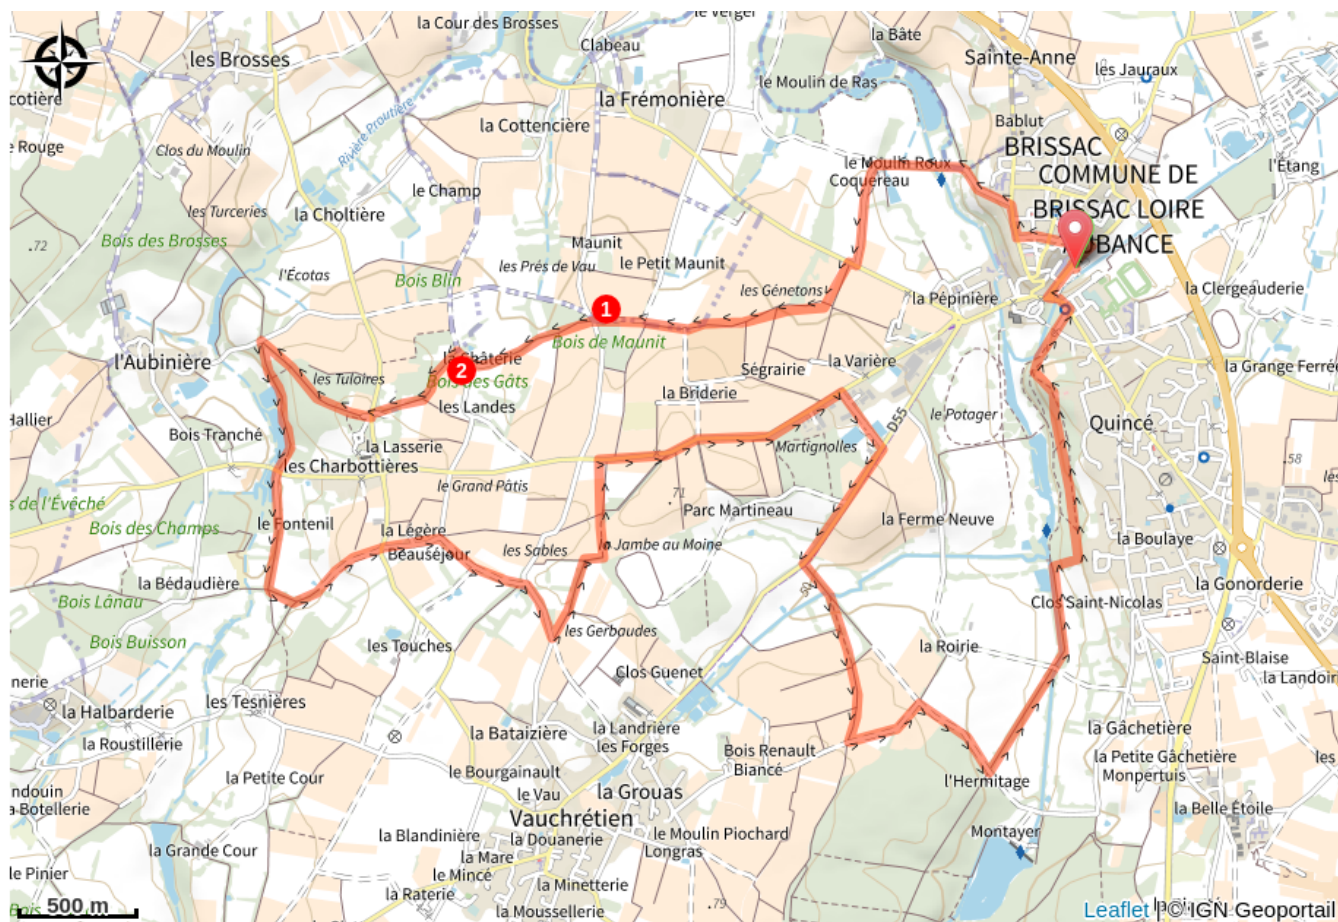 la Cour des Brosses
le Verger
la Bâte
Clabeau
Sainte-Anne
les Brosses
les Jauraux
le Moulin de Ras
cotière
la Frémonière
Rivière Proutière
la Cottencière
Bablut
e Rouge
Clos du Moulin
BRISSAC
le Moulin Roux
l'Étang
Coquereau
COMMUNE DE
le Champ
les Turceries
la Choltière
BRISSAC LOIRE
Bois des Brosses
Maunit
UBANCE
.72
les Prés de Vau
le Petit Maunit
l'Écotas
Bois Blin
les Génetons
la Pépinière
la Clergeauderie
1
Bois de Maunit
l'Aubinière
la Châterie
2
Bois des Gâts
la Varière
Ségrairie
la Grange Ferré
les Tuloires
la Briderie
les Landes
le Potager
Hallier
D55
Quincé
Bois Tranché
la Lasserie
Martignolles
les Charbottières
.58
le Grand Pâtis
.71
s de l'Évêché
Parc Martineau
les
Bois des Champs
le Fontenil
la Légère
la Ferme Neuve
la Boulaye
les Sables
la Jambe au Moine
Beauséjour
la Bédaudière
la Gonorderie
50
Bois Lânau
Clos Saint-Nicolas
les Gerbaudes
Bois Buisson
les Touches
la Roirie
Saint-Blaise
Clos Guenet
la Landoir
nerie
les Tesnières
la Halbarderie
la Landrière
la Gâchetière
la Bataizière
la Roustillerie
les Forges
Bois Renault
la Petite Gâchetière
Biancé
le Bourgainault
la Petite Cour
Monpertuis
l'Hermitage
ndouin
le Vau
la Grouas
a Botellerie
la Belle Étoile
Vauchrétien
Montayer
la Blandinière
la Douanerie
le Moulin Piochard
la Grande Cour
Longras
la Mare
le Pinier
le Mincé
la Minetterie
la Raterie
.79
500 m
la Moussellerie
Leaflet | © IGN Geoportail